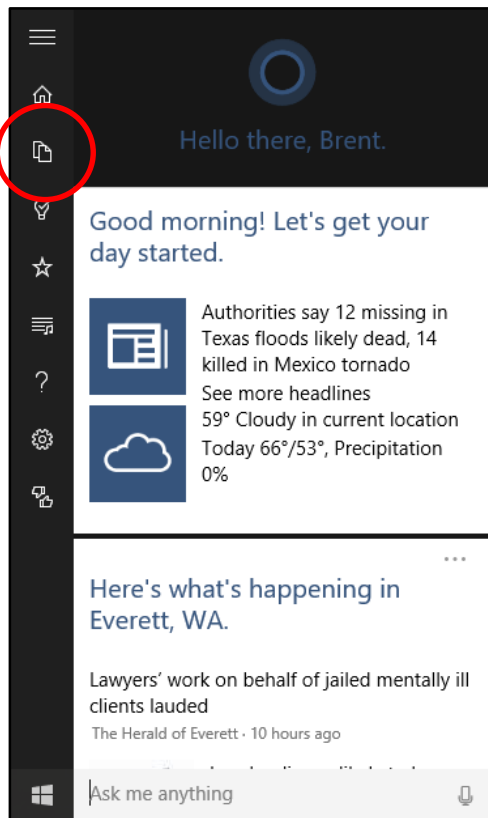 Hello there, Brent.
Good morning! Let's get your
day started.
Authorities say 12 missing in
Texas floods likely dead, 14
killed in Mexico tornado
See more headlines
59° Cloudy in current location
Today 66°/53°, Precipitation
0%
Here's what's happening in
Everett, WA.
Lawyers' work on behalf of jailed mentally ill
clients lauded
The Herald of Everett · 10 hours ago
Ask me anything